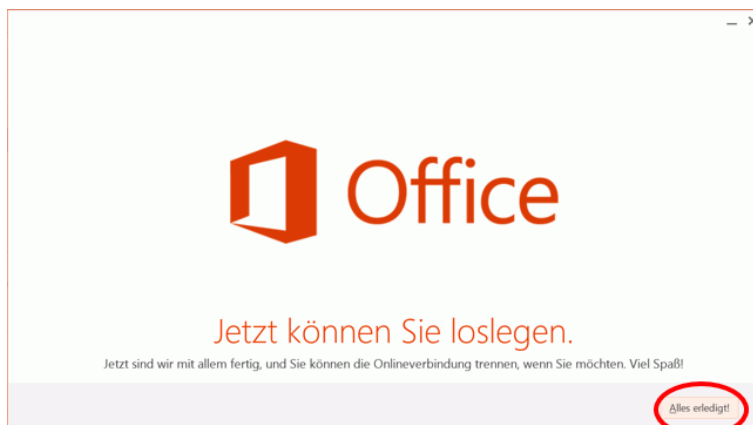 Office
Jetzt können Sie loslegen.
Jetzt sind wir mit allem fertig, und Sie können die Onlineverbindung trennen, wenn Sie möchten. Viel Spaß!
Alles erledigt!